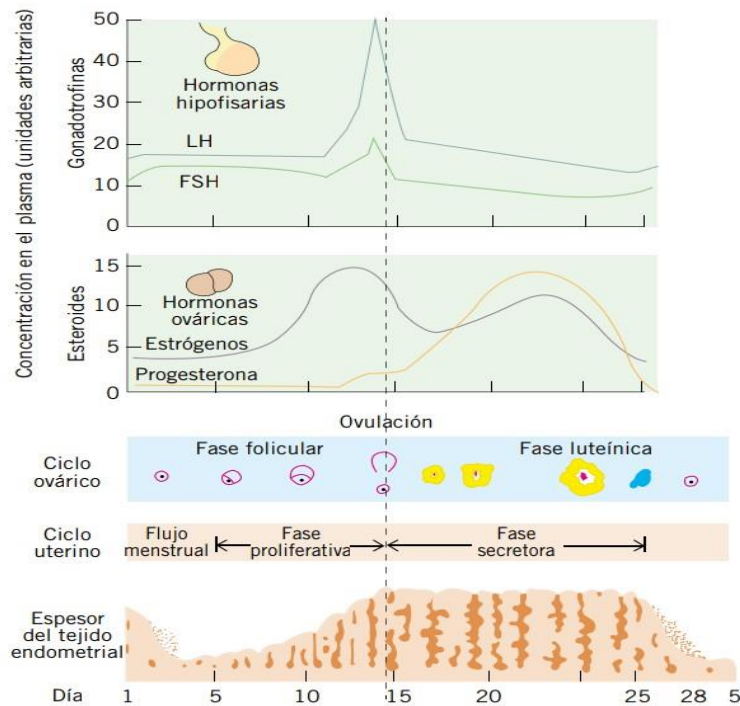 Concentración en el plasma (unidades arbitrarias)
Gonadotrofinas
50
40
30
20
10
0
Hormonas
hipofisarias
LH
FSH
Esteroides
15
10
5
0
Hormonas
ováricas
Estrógenos
Progesterona
Ovulación
Ciclo
ovárico
Fase folicular
Fase luteínica
Ciclo
uterino
Flujo
menstrual
Fase
proliferativa
Fase
secretora
Espesor
del tejido
endometrial
Día 1 5 10 15 20 25 28 5